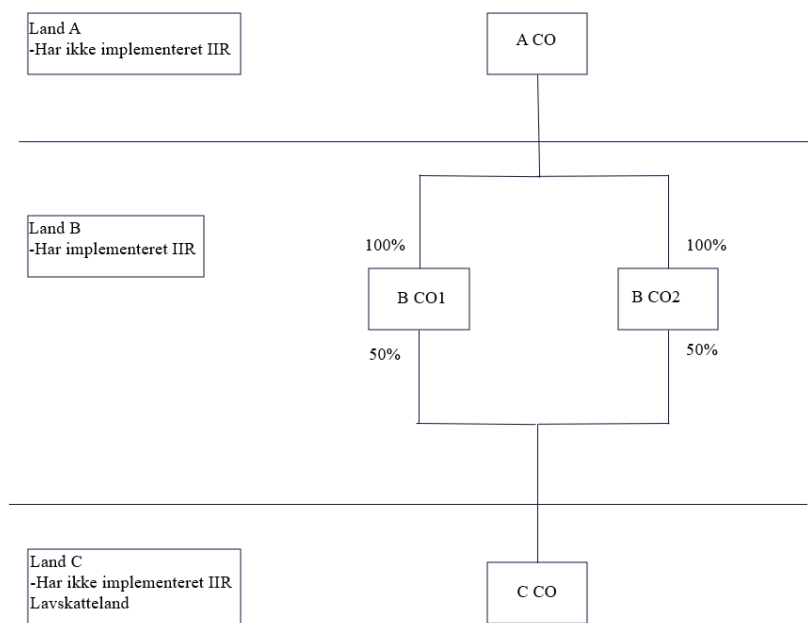 Land A
-Har ikke implementeret IIR
A CO
Land B
-Har implementeret IIR
100%
100%
B CO1
B CO2
50%
50%
Land C
-Har ikke implementeret IIR
Lavskatteland
C CO